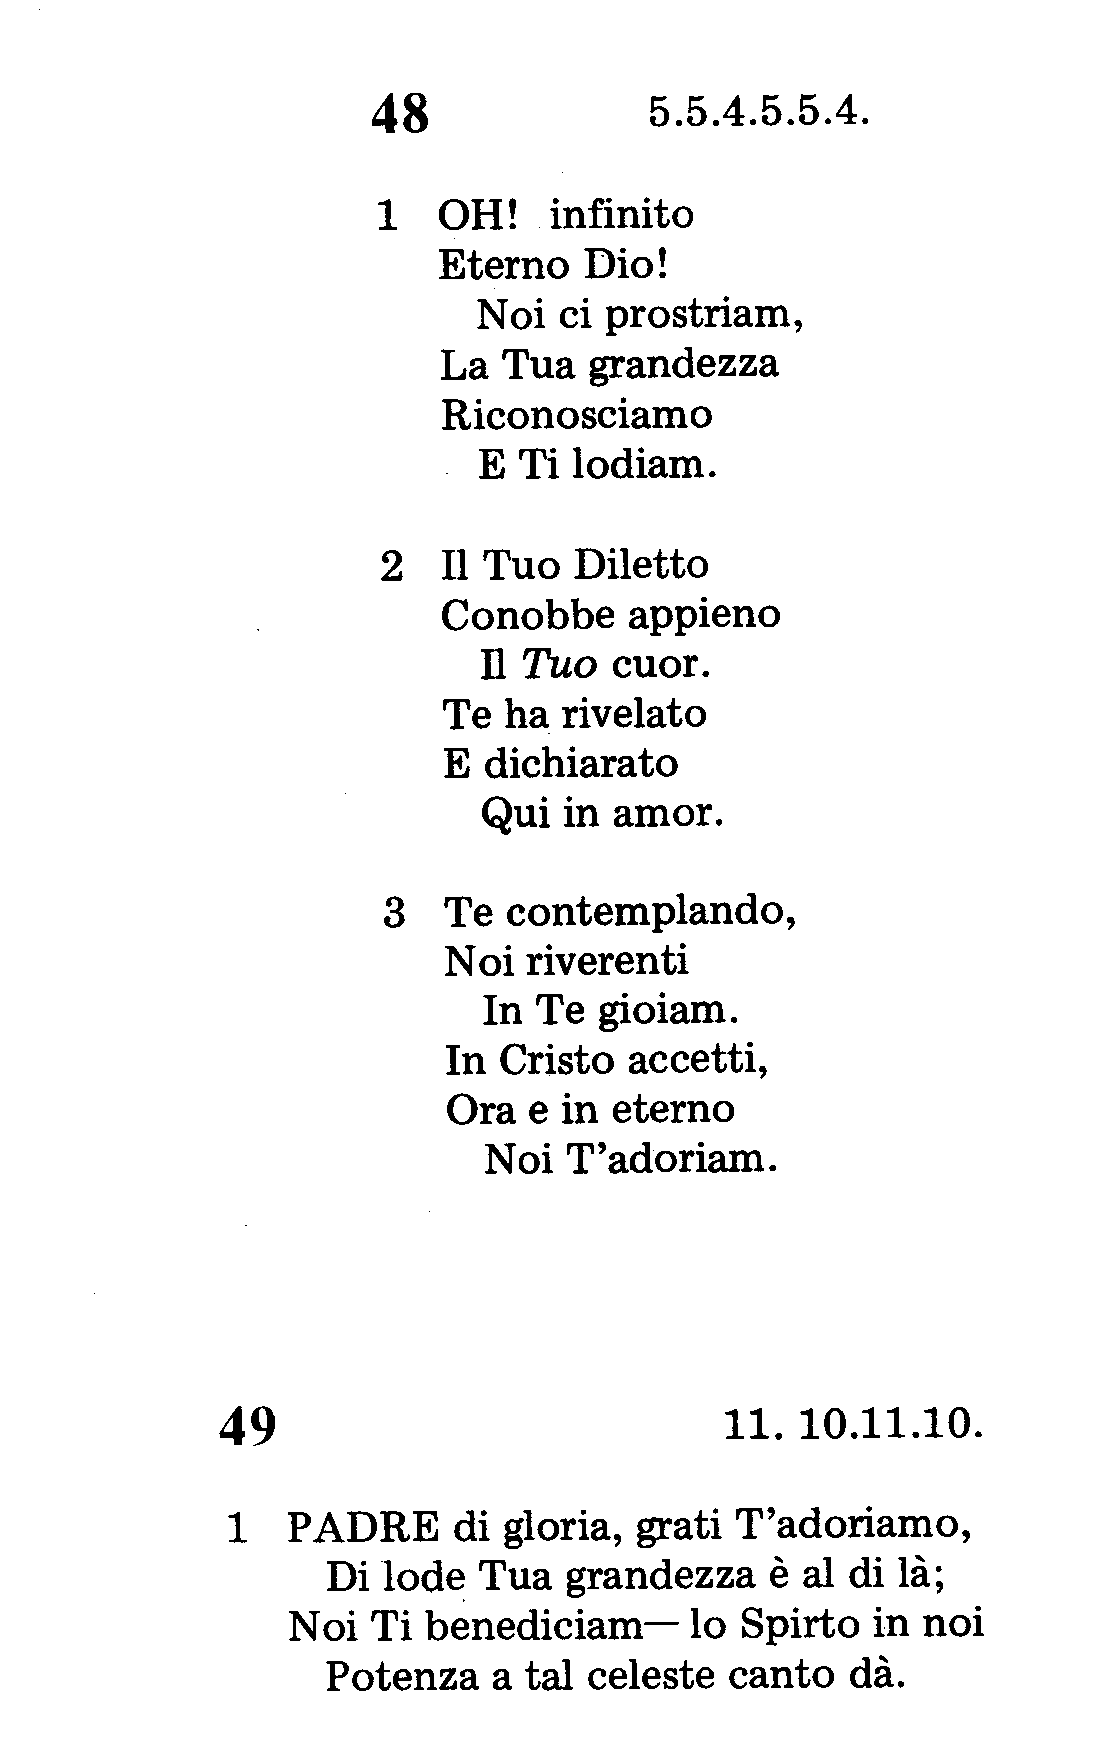 48 5.5.4.5.5.4.
1 OH! infinito
Eterno Dio!
Noi ci prostriam,
La Tua grandezza
Riconosciamo
E Ti lodiam.
2 Il Tuo Diletto
Conobbe appieno
Il Tuo cuor.
Te ha rivelato
E dichiarato
Qui in amor.
3 Te contemplando,
Noi riverenti
In Te gioiam.
In Cristo accetti,
Ora e in eterno
Noi T’adoriam.
49 11. 10.11.10.
1 PADRE di gloria, grati T’adoriamo,
Di lode Tua grandezza è al di là;
Noi Ti benediciam— lo Spirto in noi
Potenza a tal celeste canto dà.